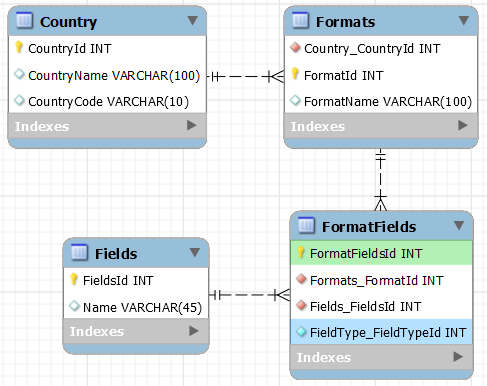 Country
CountryId INT
CountryName VARCHAR(100)
CountryCode VARCHAR(10)
Indexes
Formats
Country_CountryId INT
FormatId INT
FormatName VARCHAR(100)
Indexes
Fields
FieldsId INT
Name VARCHAR(45)
Indexes
FormatFields
FormatFieldsId INT
Formats_FormatId INT
Fields_FieldsId INT
FieldType_FieldTypeId INT
Indexes